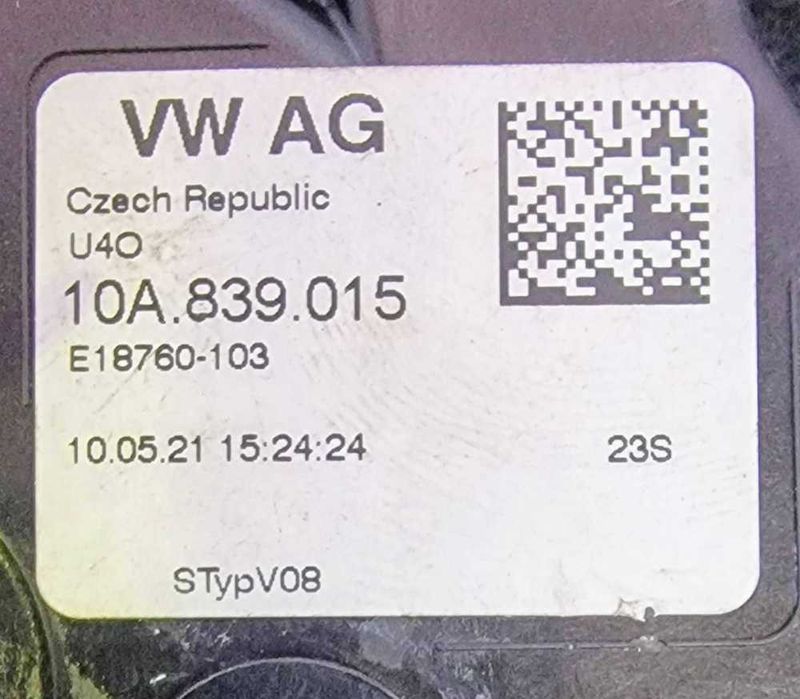 VW AG
Czech Republic
U4O
10A.839.015
E18760-103
10.05.21 15:24:24 23S
STypV08